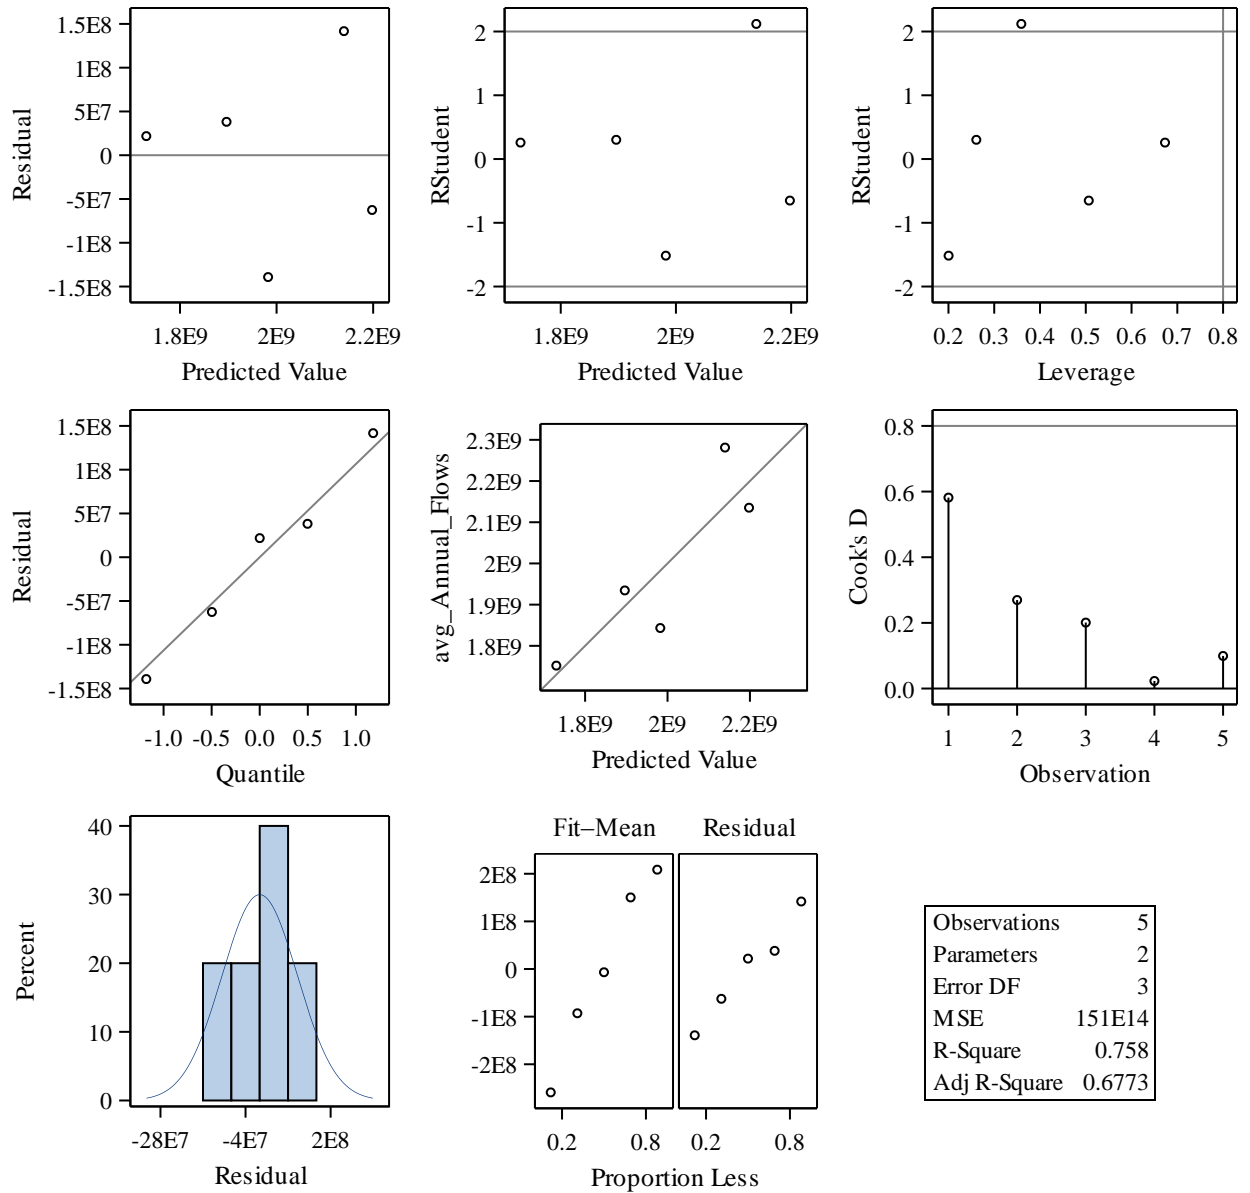 1.5E8
1E8
5E7
0
-5E7
-1E8
-1.5E8
Residual
1.8E9 2E9 2.2E9
Predicted Value
2
1
0
-1
-2
RStudent
1.8E9 2E9 2.2E9
Predicted Value
2
1
0
-1
-2
RStudent
0.2 0.3 0.4 0.5 0.6 0.7 0.8
Leverage
1.5E8
1E8
5E7
0
-5E7
-1E8
-1.5E8
Residual
-1.0 -0.5 0.0 0.5 1.0
Quantile
2.3E9
2.2E9
2.1E9
2E9
1.9E9
1.8E9
avg_Annual_Flows
1.8E9 2E9 2.2E9
Predicted Value
0.8
0.6
0.4
0.2
0.0
Cook's D
1 2 3 4 5
Observation
40
30
20
10
0
Percent
-28E7 -4E7 2E8
Residual
Fit–Mean Residual
2E8
1E8
0
-1E8
-2E8
0.2 0.8 0.2 0.8
Proportion Less
Observations 5
Parameters 2
Error DF 3
MSE 151E14
R-Square 0.758
Adj R-Square 0.6773